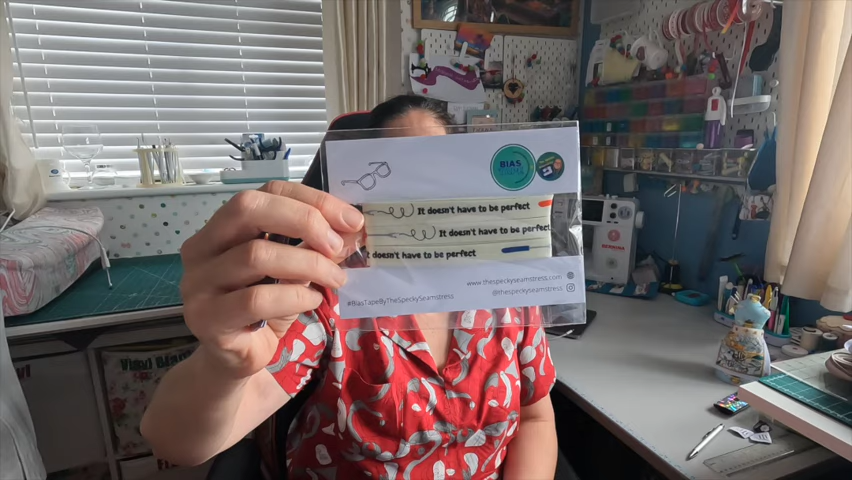 BIAS
It doesn't have to be perfect
It doesn't have to be perfect
t doesn't have to be perfect
www.thespeckyseamstress.com
@thespeckyseamstress
#BiasTapeByTheSpeckySeamstress
BERNINA